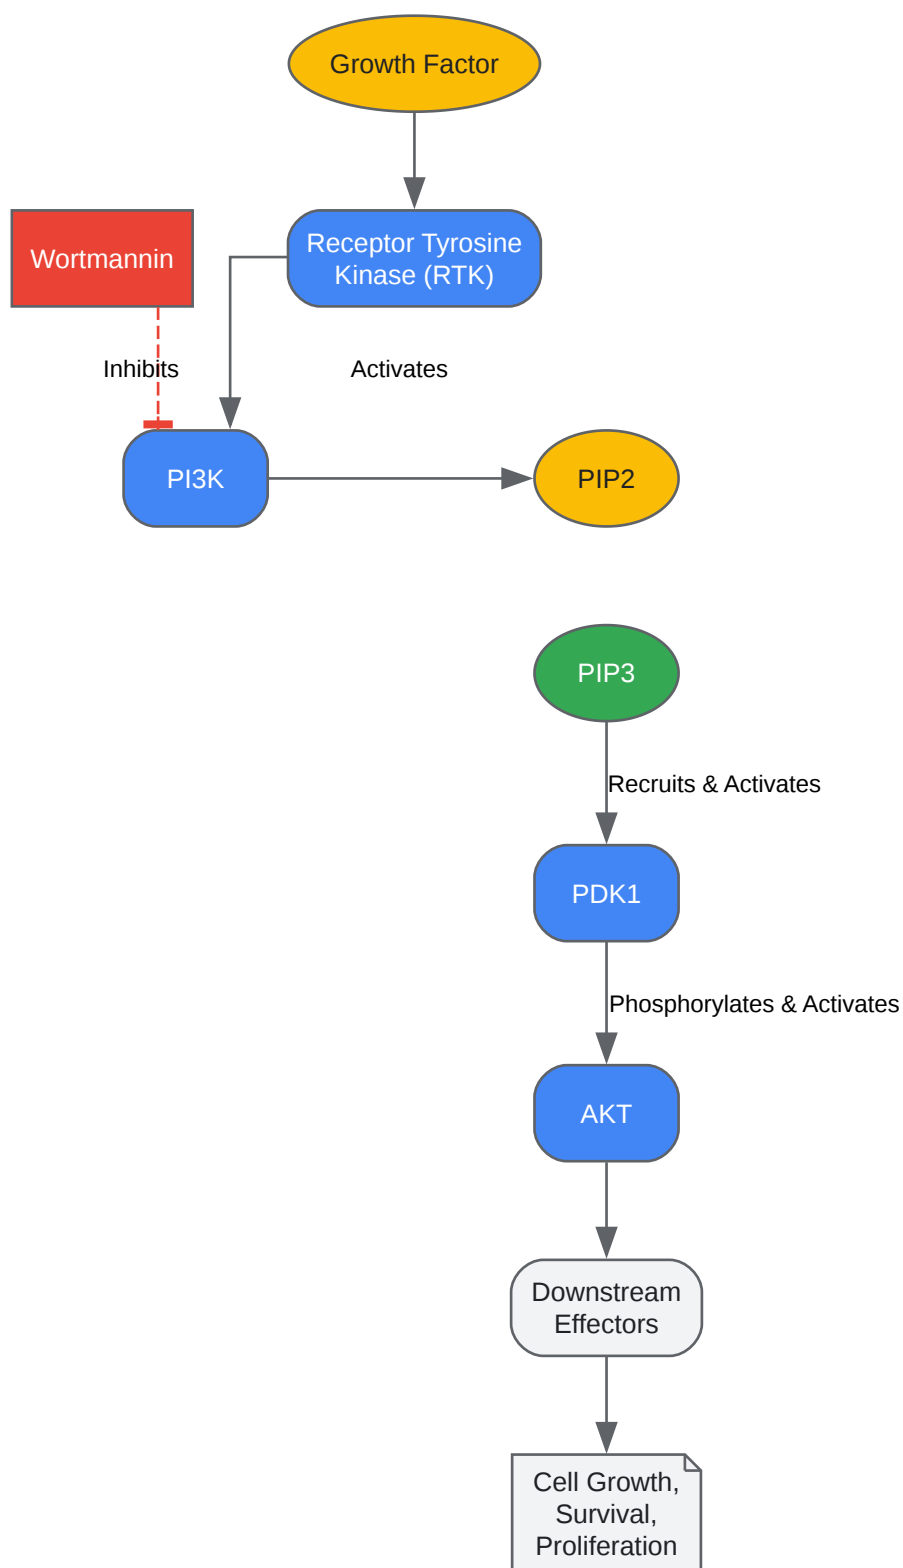 Growth Factor
Wortmannin
Receptor Tyrosine
Kinase (RTK)
Inhibits
Activates
PI3K
PIP2
PIP3
Recruits & Activates
PDK1
Phosphorylates & Activates
AKT
Downstream
Effectors
Cell Growth,
Survival,
Proliferation